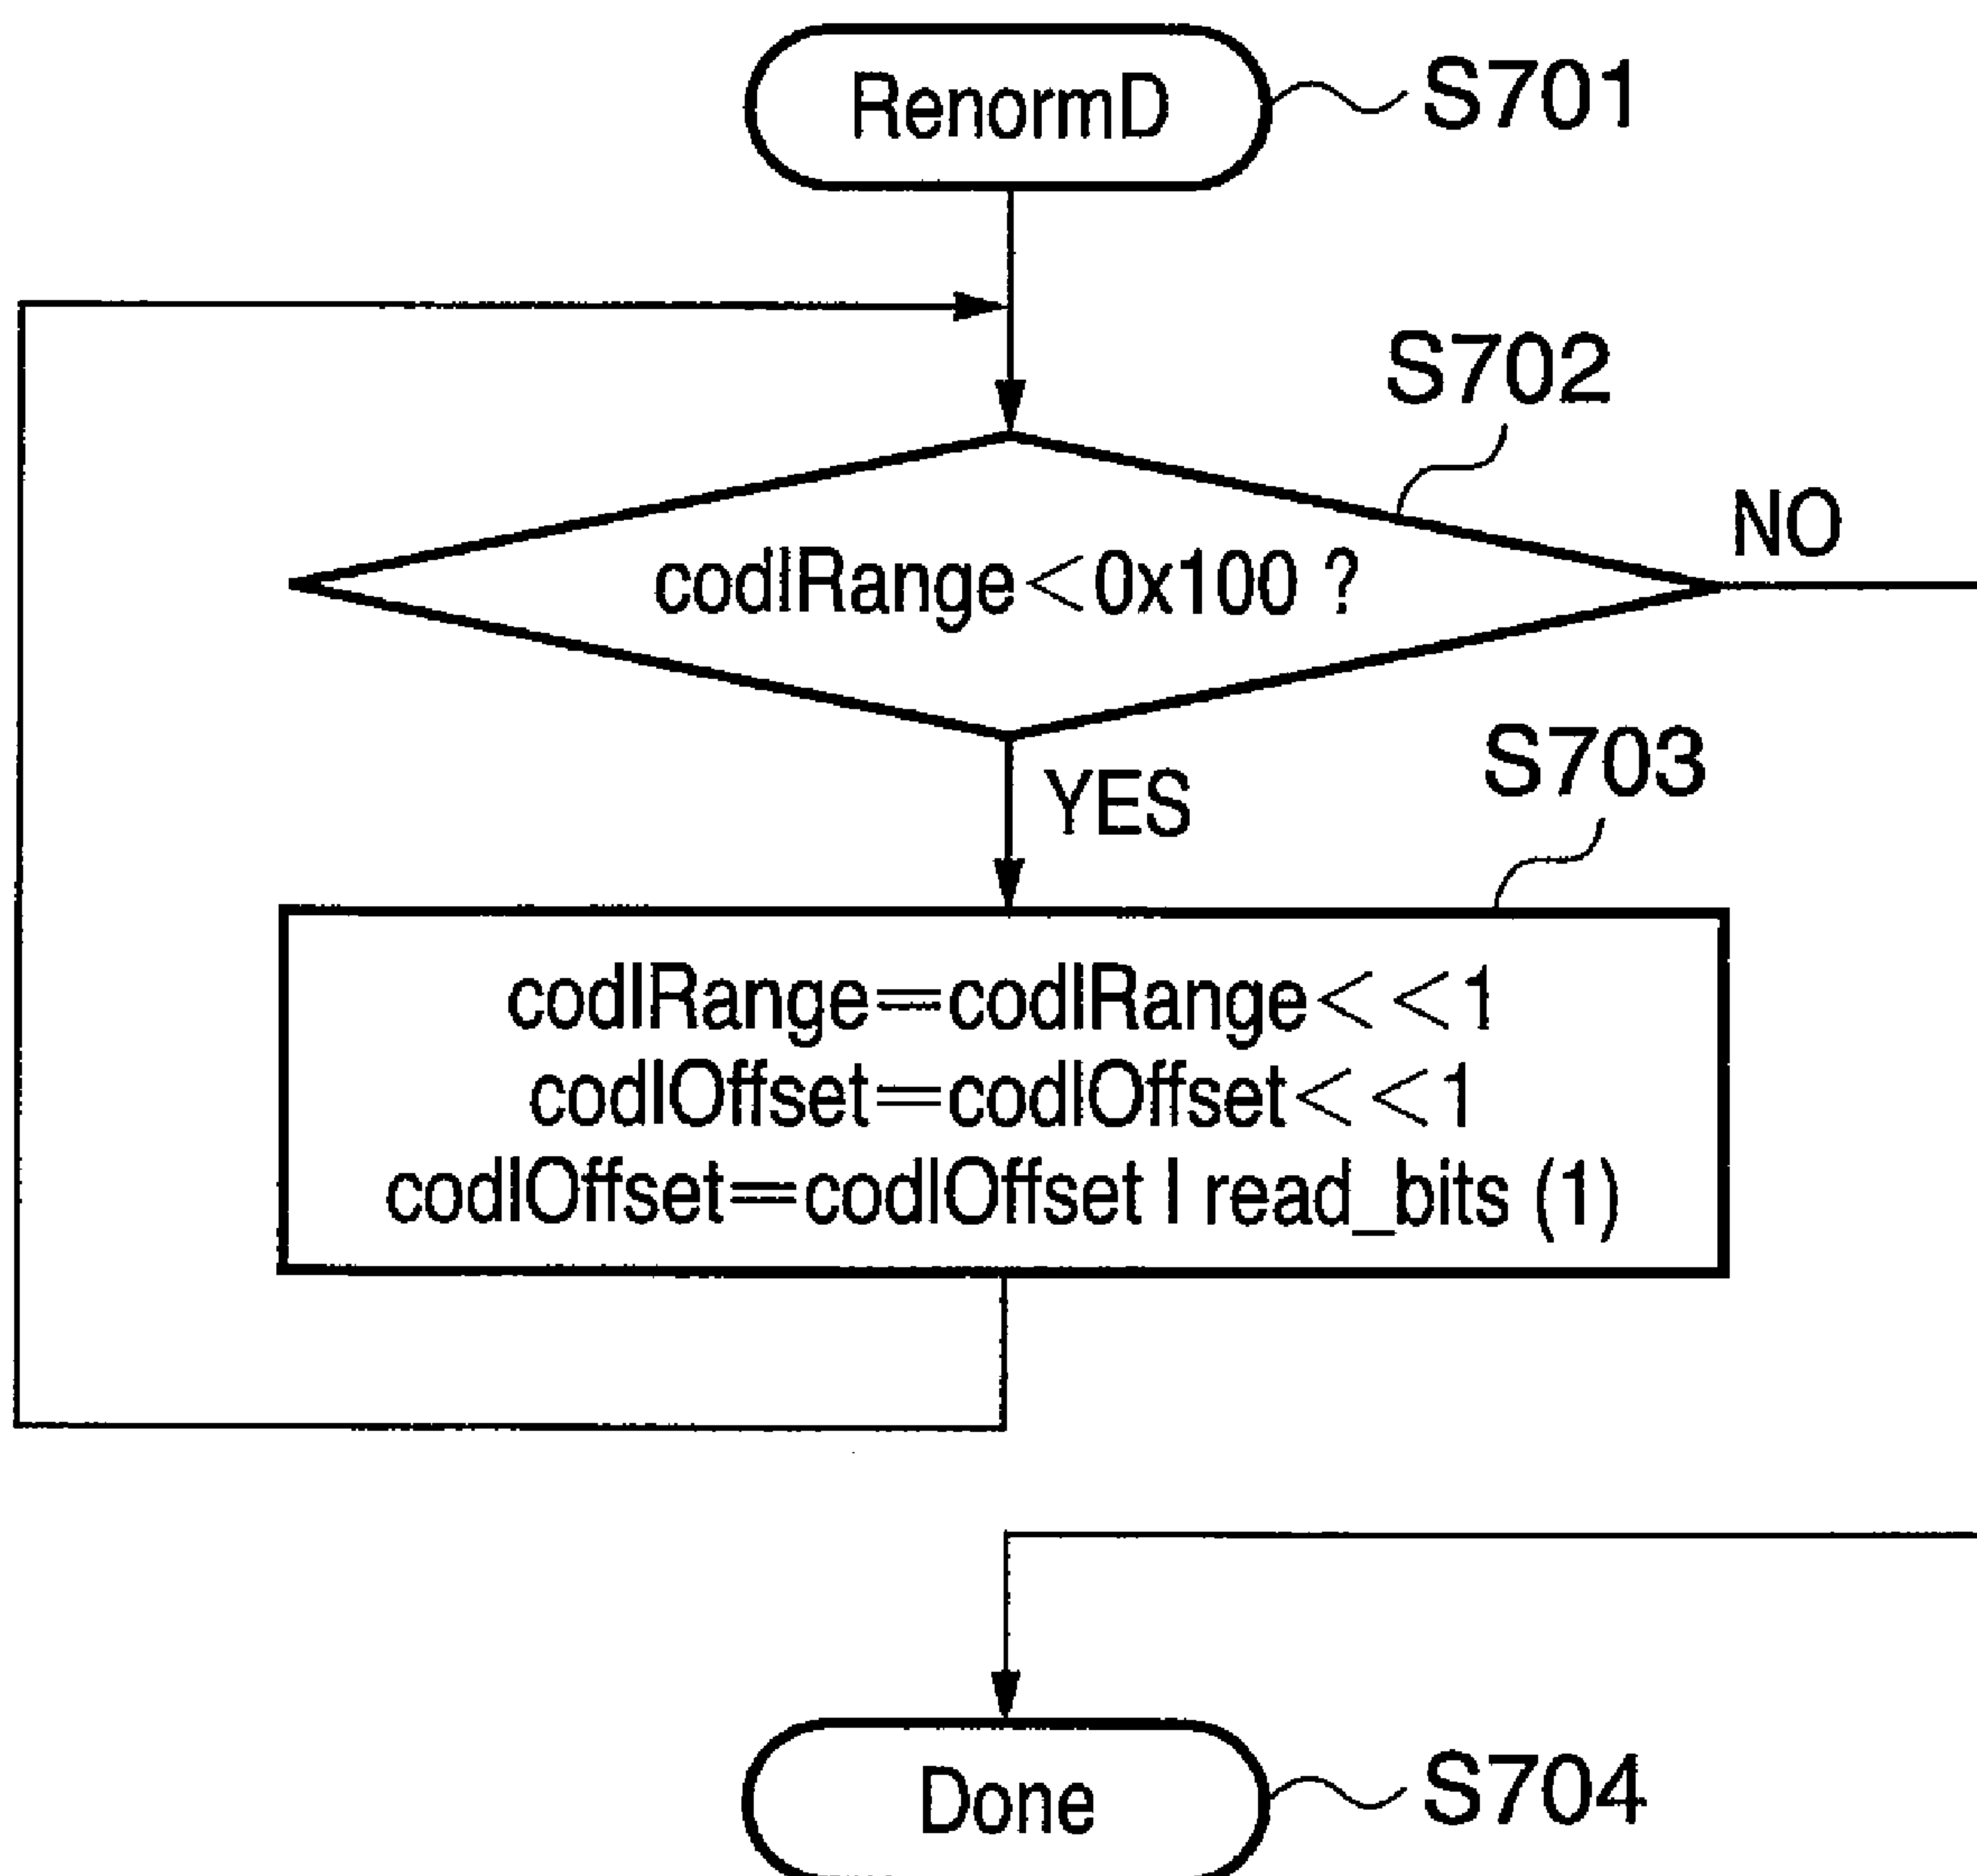 RenormD
S701
S702
codIRange<0x100 ?
NO
YES
S703
codIRange=codIRange<<1
codIOffset=codIOffset<<1
codIOffset=codIOffset | read_bits (1)
Done
S704